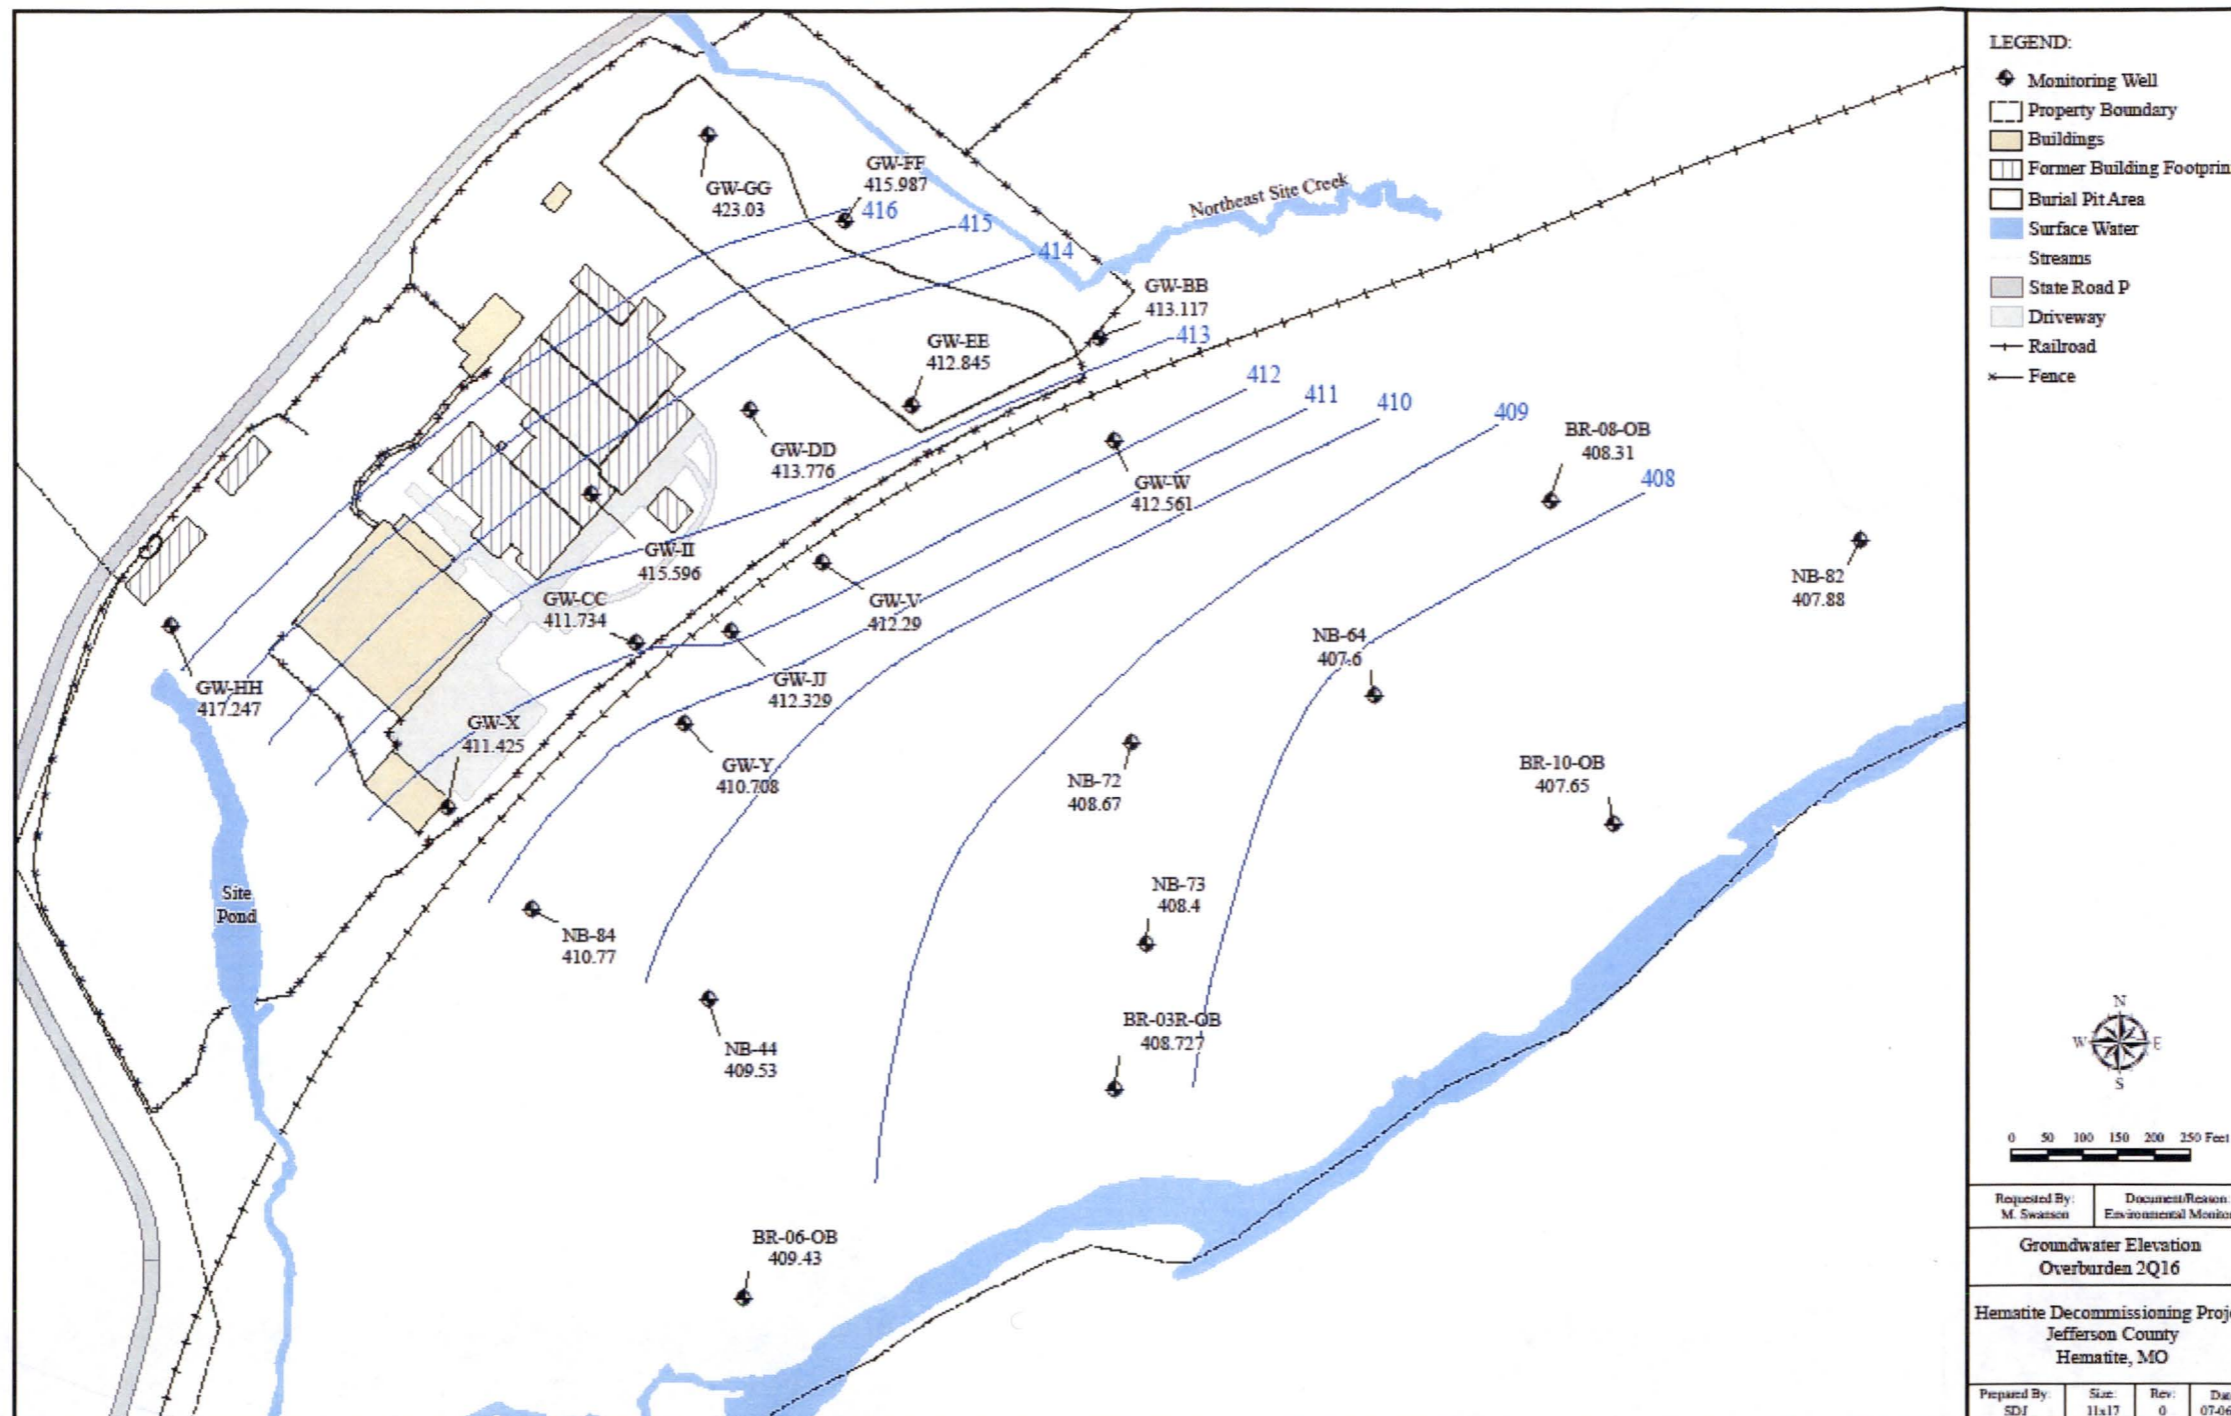 GW-GG
423.03
GW-FF
415.987
416
415
414
Northeast Site Creek
GW-BB
413.117
413
GW-EE
412.845
412
411
410
409
408
GW-DD
413.776
GW-W
412.561
BR-08-OB
408.31
NB-82
407.88
GW-II
415.596
GW-CC
411.734
GW-V
412.29
NB-64
407.6
GW-HH
417.247
GW-JJ
412.329
GW-X
411.425
GW-Y
410.708
NB-72
408.67
BR-10-OB
407.65
Site
Pond
NB-84
410.77
NB-73
408.4
NB-44
409.53
BR-03R-OB
408.727
BR-06-OB
409.43
LEGEND:
Monitoring Well
Property Boundary
Buildings
Former Building Footprin
Burial Pit Area
Surface Water
Streams
State Road P
Driveway
Railroad
Fence
N
W E
S
0 50 100 150 200 250 Feet
Requested By:
M. Swanson
Document/Reason:
Environmental Monitor
Groundwater Elevation
Overburden 2Q16
Hematite Decommissioning Proje
Jefferson County
Hematite, MO
Prepared By:
SDJ
Size:
11x17
Rev:
0
Dat
07-06